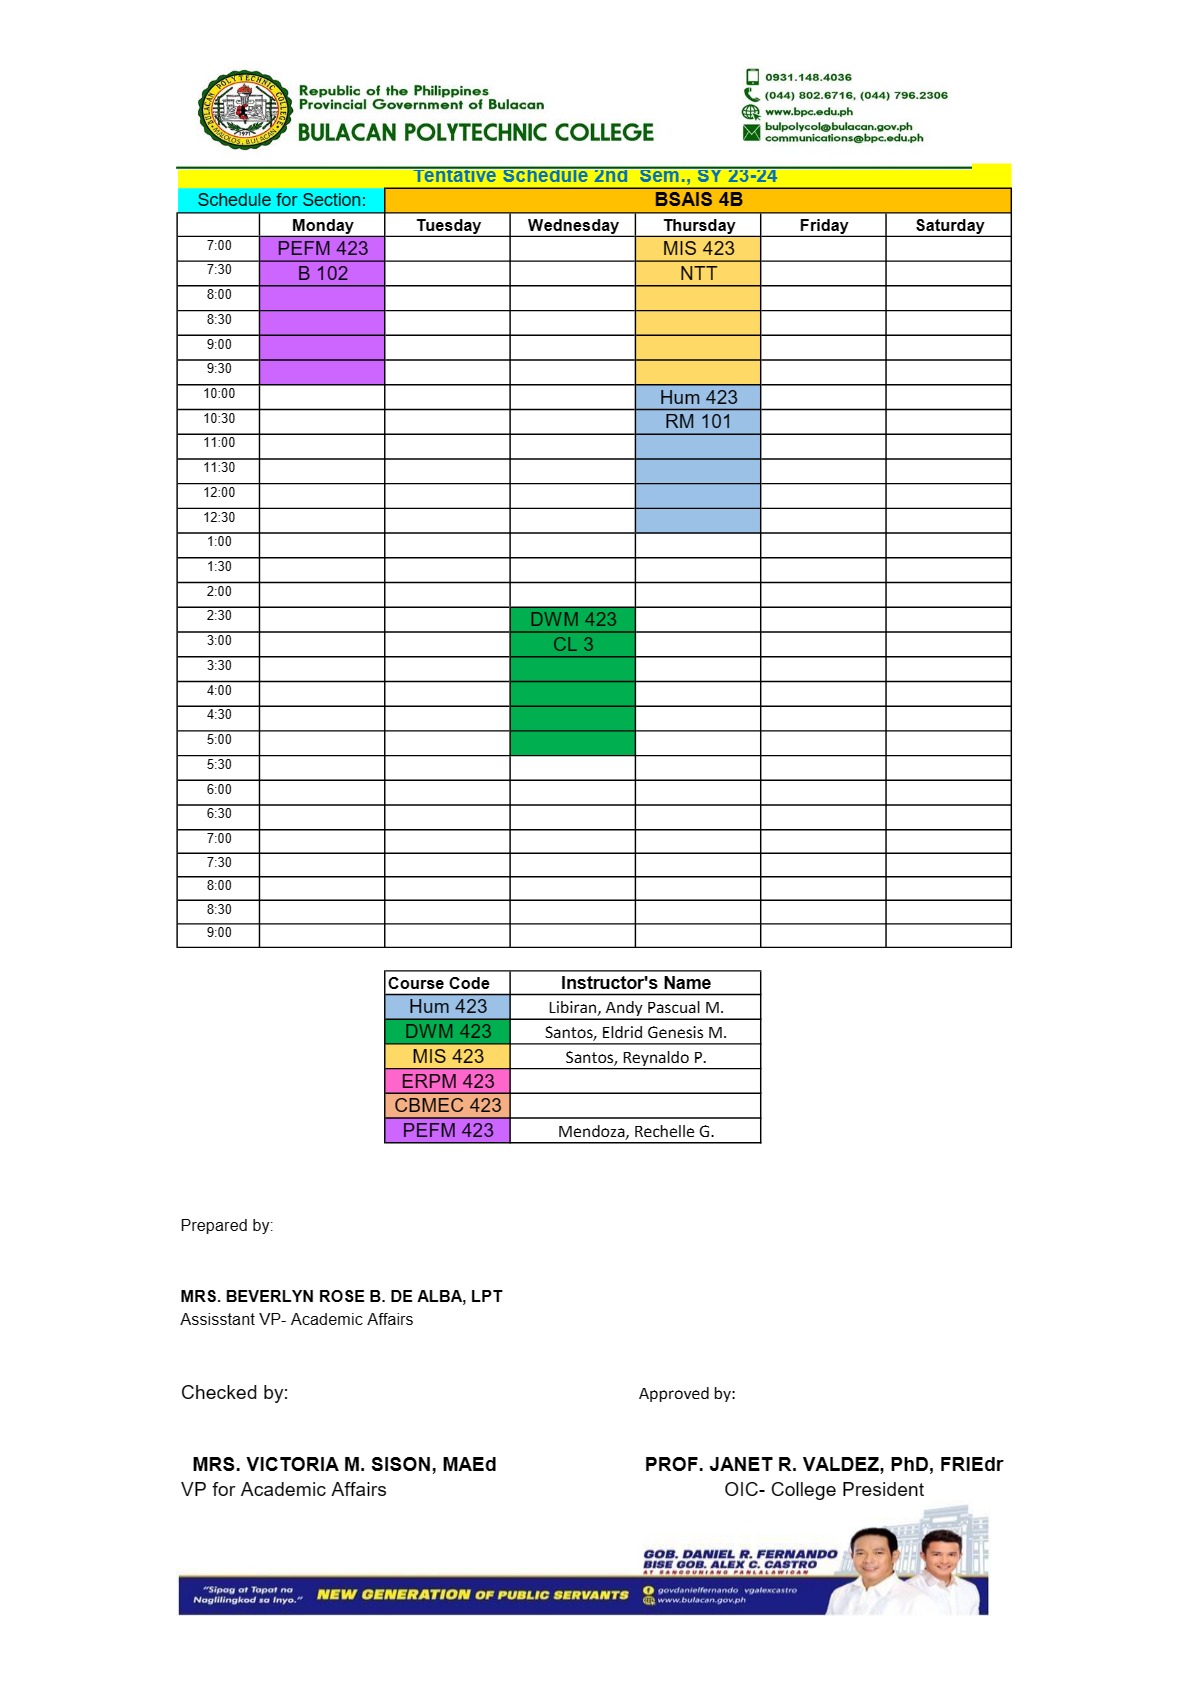 Republic of the Philippines
Provincial Government of Bulacan
BULACAN POLYTECHNIC COLLEGE
BULACAN POLYTECHNIC COLLEGE
MALOLOS, BULACAN
1971
0931.148.4036
(044) 802.6716, (044) 796.2306
www.bpc.edu.ph
bulpolycol@bulacan.gov.ph
communications@bpc.edu.ph
Tentative Schedule 2nd Sem., SY 23-24
Schedule for Section: BSAIS 4B
Monday Tuesday Wednesday Thursday Friday Saturday
7:00 PEFM 423 MIS 423
7:30 B 102 NTT
8:00
8:30
9:00
9:30
10:00 Hum 423
10:30 RM 101
11:00
11:30
12:00
12:30
1:00
1:30
2:00
2:30 DWM 423
3:00 CL 3
3:30
4:00
4:30
5:00
5:30
6:00
6:30
7:00
7:30
8:00
8:30
9:00
Course Code Instructor's Name
Hum 423 Libiran, Andy Pascual M.
DWM 423 Santos, Eldrid Genesis M.
MIS 423 Santos, Reynaldo P.
ERPM 423
CBMEC 423
PEFM 423 Mendoza, Rechelle G.
Prepared by:
MRS. BEVERLYN ROSE B. DE ALBA, LPT
Assisstant VP- Academic Affairs
Checked by: Approved by:
MRS. VICTORIA M. SISON, MAEd PROF. JANET R. VALDEZ, PhD, FRIEdr
VP for Academic Affairs OIC- College President
GOB. DANIEL R. FERNANDO
BISE GOB. ALEX C. CASTRO
AT SANGGUNIANG PANLALAWIGAN
"Sipag at Tapat na
Naglilingkod sa Inyo."
NEW GENERATION OF PUBLIC SERVANTS
govdanielfernando vgalexcastro
www.bulacan.gov.ph